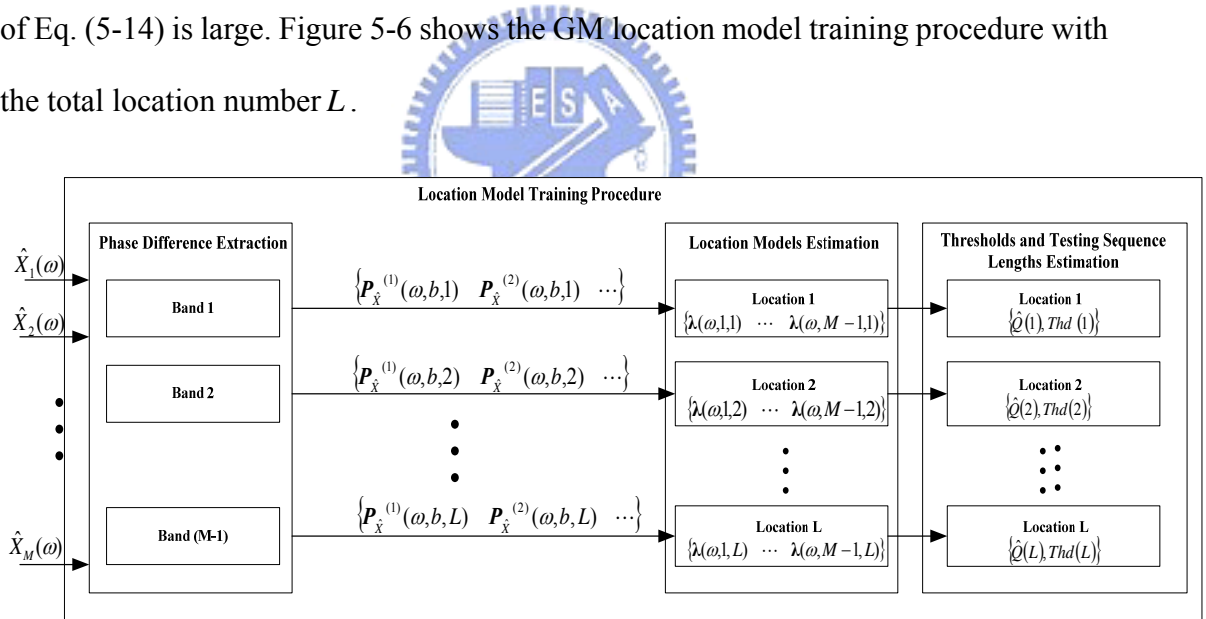 of Eq. (5-14) is large. Figure 5-6 shows the GM location model training procedure with
the total location number L.
ESA
Location Model Training Procedure
Phase Difference Extraction
X̂₁(ω)
X̂₂(ω)
X̂_M(ω)
Band 1
Band 2
Band (M-1)
{P_X̂^(1)(ω,b,1) P_X̂^(2)(ω,b,1) ⋯}
{P_X̂^(1)(ω,b,2) P_X̂^(2)(ω,b,2) ⋯}
{P_X̂^(1)(ω,b,L) P_X̂^(2)(ω,b,L) ⋯}
Location Models Estimation
Location 1
{λ(ω,1,1) ⋯ λ(ω,M−1,1)}
Location 2
{λ(ω,1,2) ⋯ λ(ω,M−1,2)}
Location L
{λ(ω,1,L) ⋯ λ(ω,M−1,L)}
Thresholds and Testing Sequence
Lengths Estimation
Location 1
{Q̂(1),Thd (1)}
Location 2
{Q̂(2),Thd(2)}
Location L
{Q̂(L),Thd(L)}